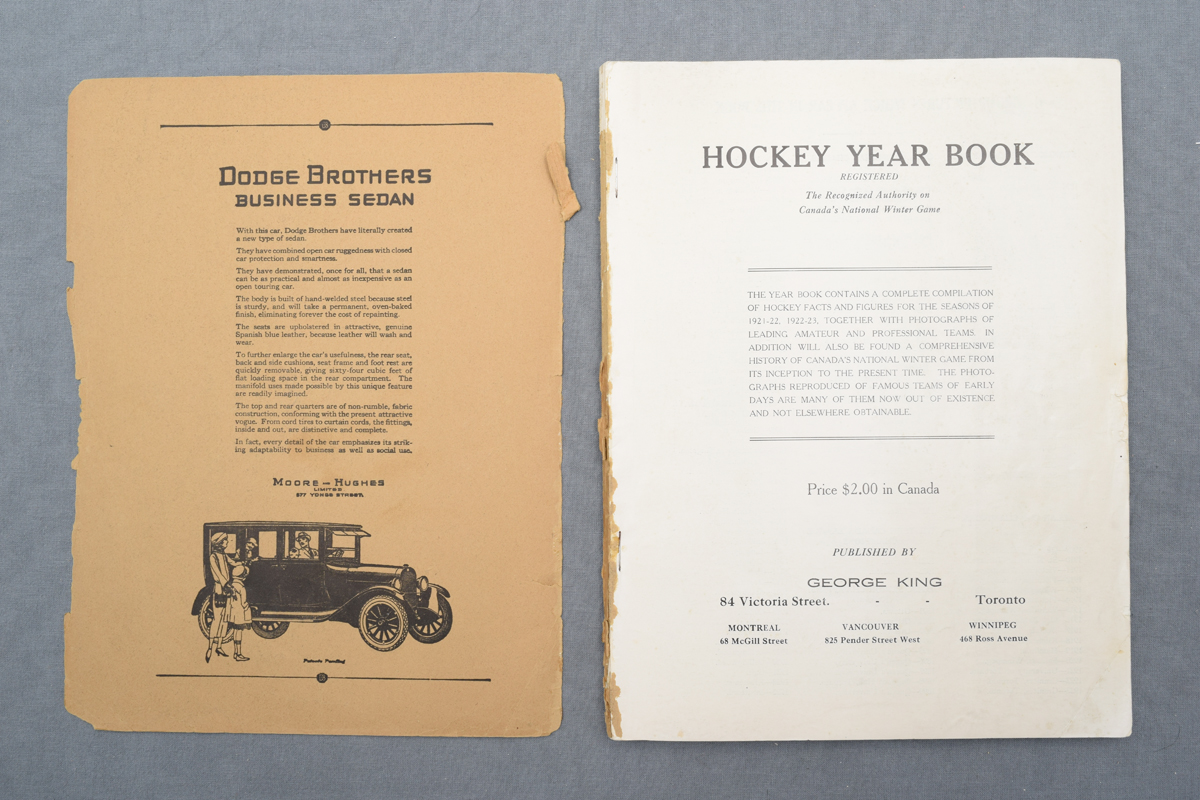 DODGE BROTHERS
BUSINESS SEDAN
With this car, Dodge Brothers have literally created
a new type of sedan.
They have combined open car ruggedness with closed
car protection and smartness.
They have demonstrated, once for all, that a sedan
can be as practical and almost as inexpensive as an
open touring car.
The body is built of hand-welded steel because steel
is sturdy, and will take a permanent, oven-baked
finish, eliminating forever the cost of repainting.
The seats are upholstered in attractive, genuine
Spanish blue leather, because leather will wash and
wear.
To further enlarge the car's usefulness, the rear seat,
back and side cushions, seat frame and foot rest are
quickly removable, giving sixty-four cubic feet of
flat loading space in the rear compartment. The
manifold uses made possible by this unique feature
are readily imagined.
The top and rear quarters are of non-rumble, fabric
construction, conforming with the present attractive
vogue. From cord tires to curtain cords, the fittings,
inside and out, are distinctive and complete.
In fact, every detail of the car emphasizes its strik-
ing adaptability to business as well as social use.
MOORE - HUGHES
LIMITED
577 YONGE STREET.
Patents Pending
HOCKEY YEAR BOOK
REGISTERED
The Recognized Authority on
Canada's National Winter Game
THE YEAR BOOK CONTAINS A COMPLETE COMPILATION
OF HOCKEY FACTS AND FIGURES FOR THE SEASONS OF
1921-22, 1922-23, TOGETHER WITH PHOTOGRAPHS OF
LEADING AMATEUR AND PROFESSIONAL TEAMS. IN
ADDITION WILL ALSO BE FOUND A COMPREHENSIVE
HISTORY OF CANADA'S NATIONAL WINTER GAME FROM
ITS INCEPTION TO THE PRESENT TIME. THE PHOTO-
GRAPHS REPRODUCED OF FAMOUS TEAMS OF EARLY
DAYS ARE MANY OF THEM NOW OUT OF EXISTENCE
AND NOT ELSEWHERE OBTAINABLE.
Price $2.00 in Canada
PUBLISHED BY
GEORGE KING
84 Victoria Street. - - Toronto
MONTREAL VANCOUVER WINNIPEG
68 McGill Street 825 Pender Street West 468 Ross Avenue